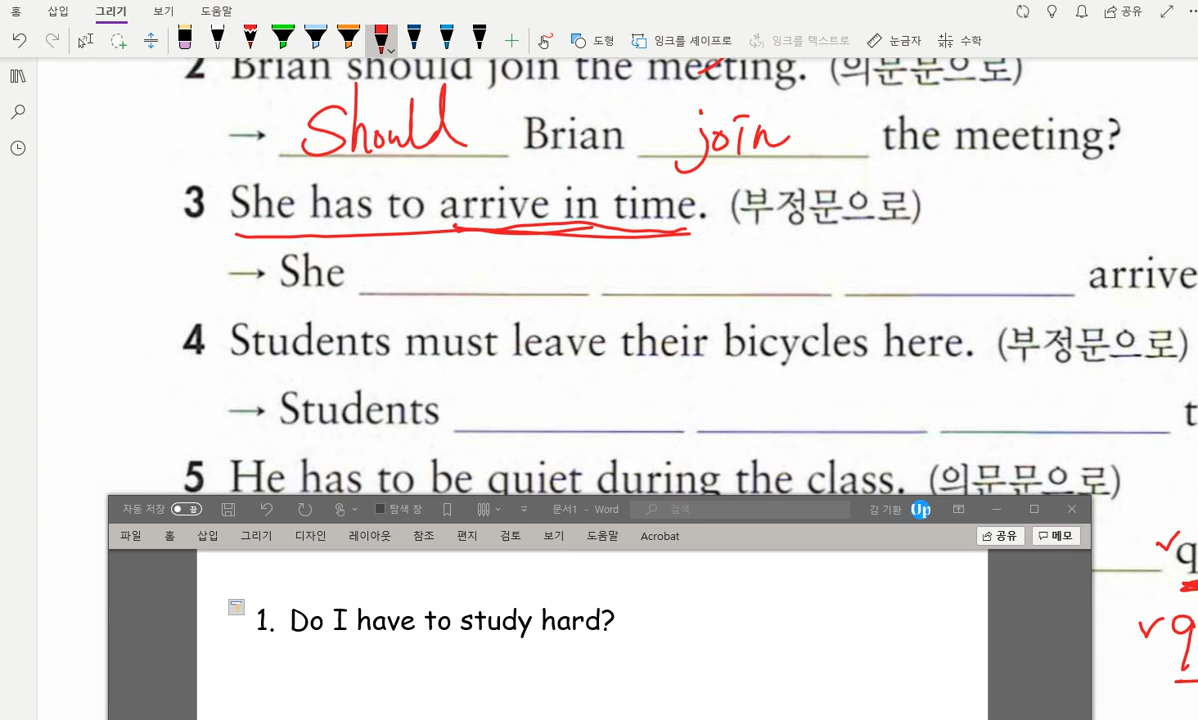 홈 삽입 그리기 보기 도움말
공유
도형 잉크를 셰이프로 잉크를 텍스트로 눈금자 수학
2 Brian should join the meeting. (의문문으로)
→ Should Brian join the meeting?
3 She has to arrive in time. (부정문으로)
→ She arrive
4 Students must leave their bicycles here. (부정문으로)
→ Students t
5 He has to be quiet during the class. (의문문으로)
자동 저장 끔 탐색 창 문서1 - Word 검색 김 기환 Up
파일 홈 삽입 그리기 디자인 레이아웃 참조 편지 검토 보기 도움말 Acrobat 공유 메모
q
1. Do I have to study hard?
q